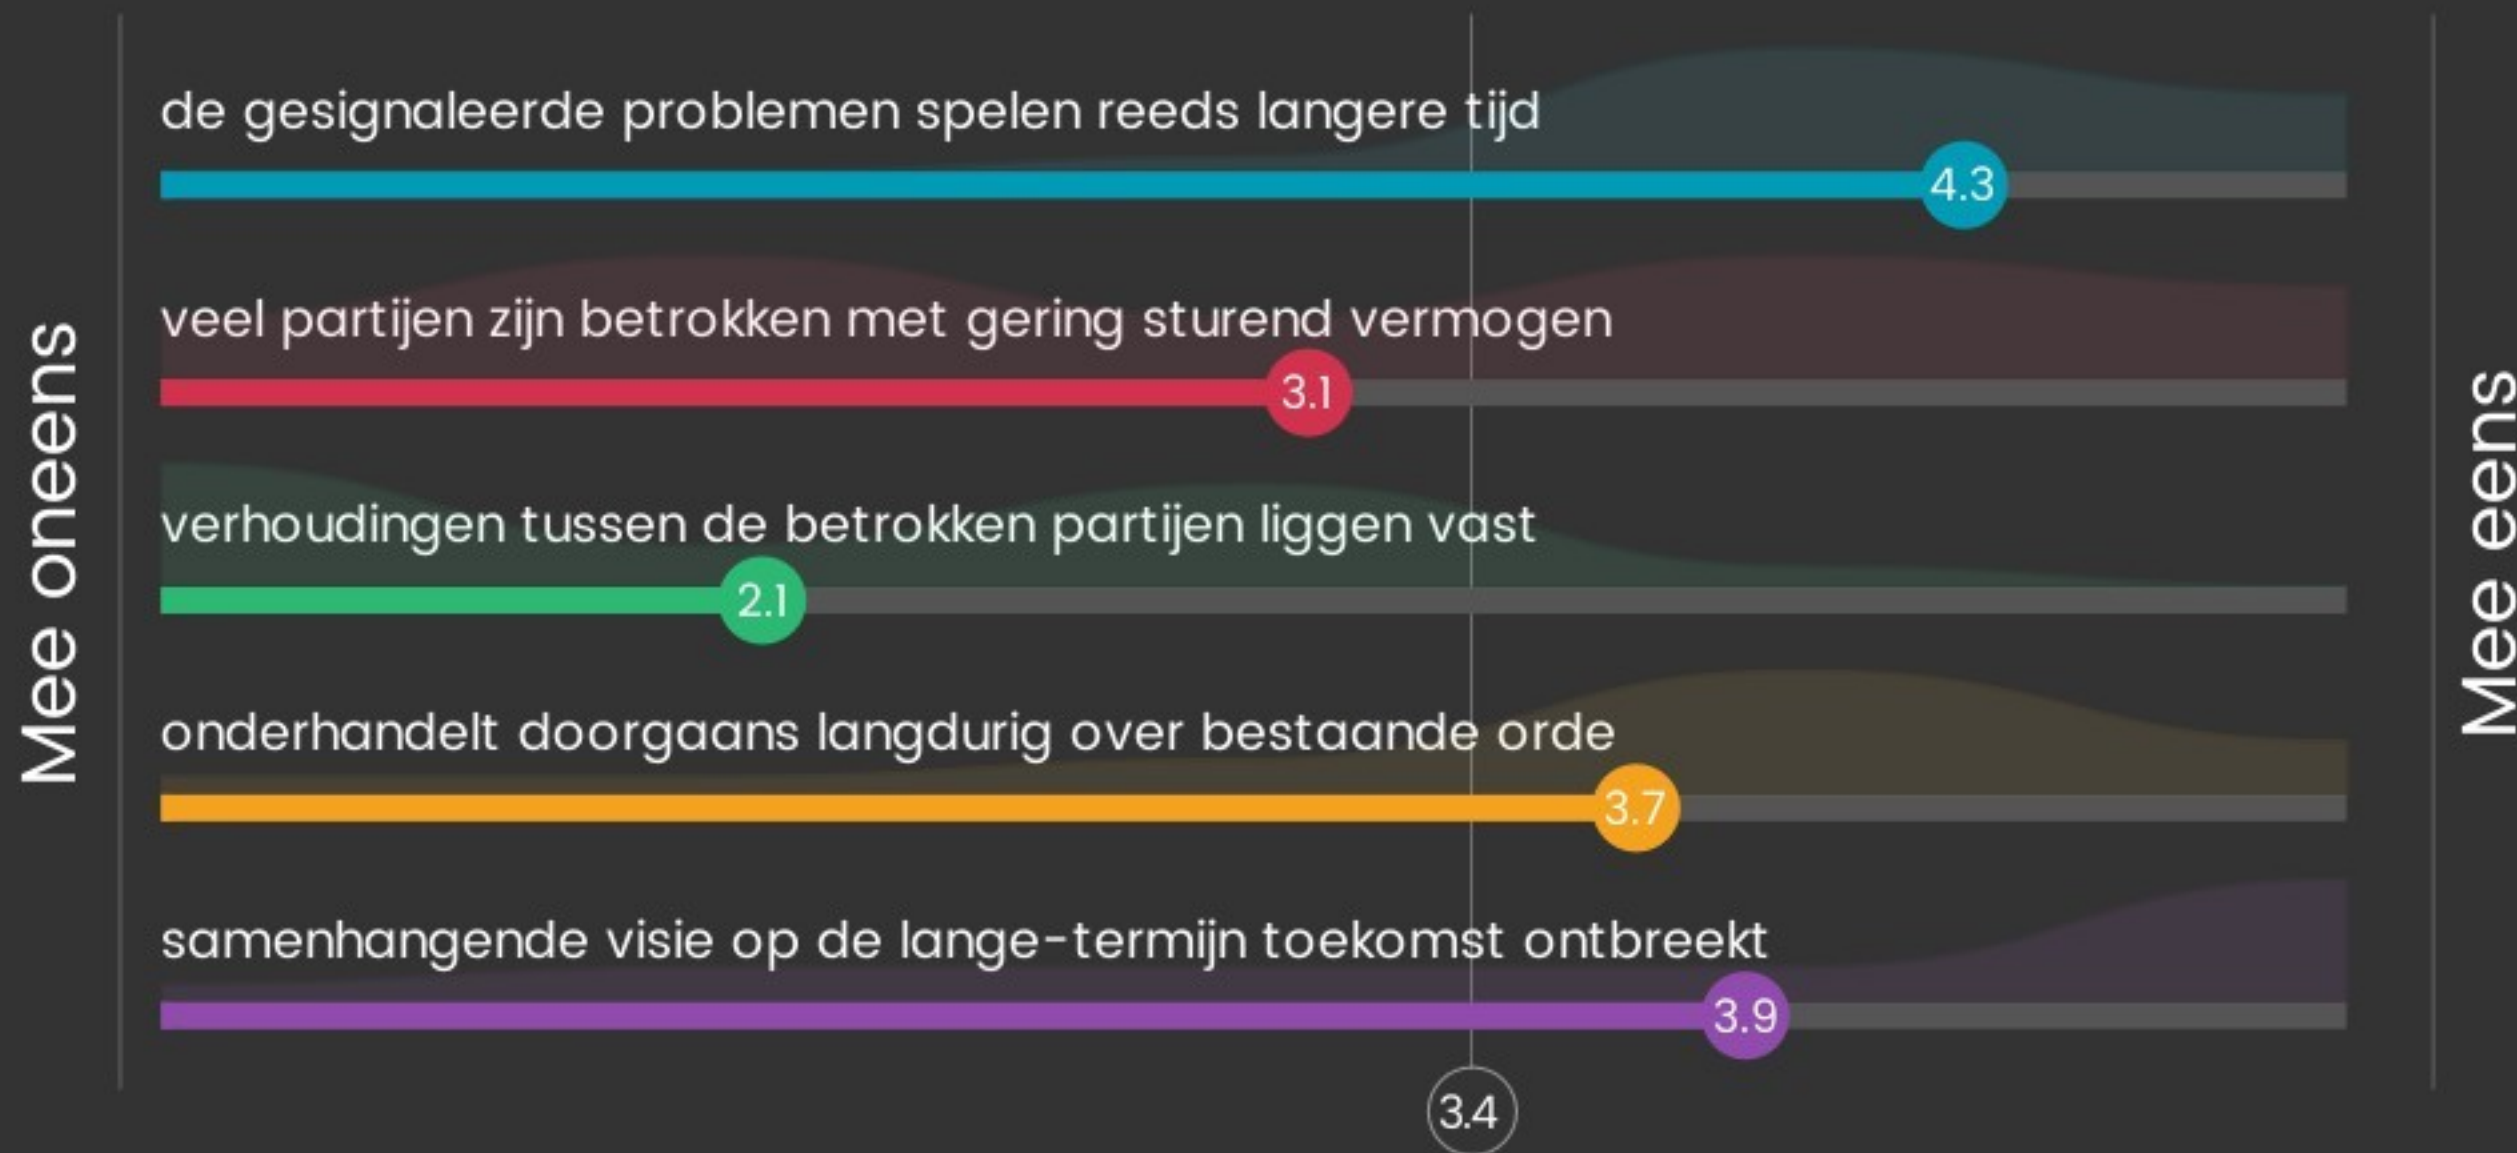 Mee oneens
de gesignaleerde problemen spelen reeds langere tijd
4.3
veel partijen zijn betrokken met gering sturend vermogen
3.1
verhoudingen tussen de betrokken partijen liggen vast
2.1
onderhandelt doorgaans langdurig over bestaande orde
3.7
samenhangende visie op de lange-termijn toekomst ontbreekt
3.9
3.4
Mee eens